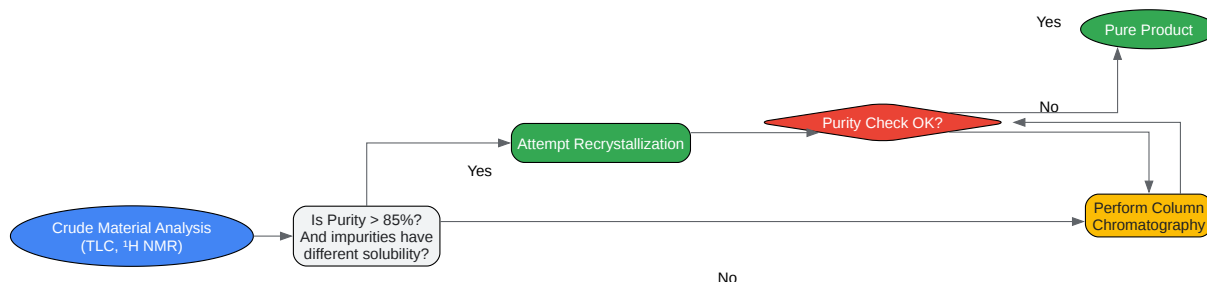 Yes
Pure Product
No
Purity Check OK?
Attempt Recrystallization
Yes
Crude Material Analysis
(TLC, ¹H NMR)
Is Purity > 85%?
And impurities have
different solubility?
Perform Column
Chromatography
No